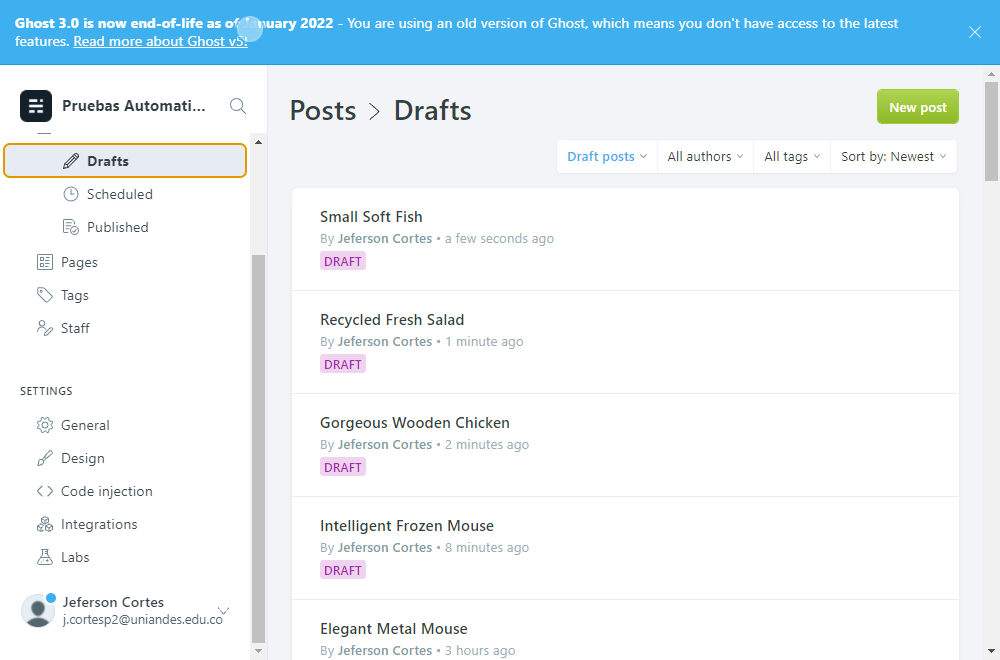 Ghost 3.0 is now end-of-life as of January 2022 - You are using an old version of Ghost, which means you don't have access to the latest
features. Read more about Ghost v5!
Pruebas Automati...
Posts > Drafts
New post
Drafts
Scheduled
Published
Pages
Tags
Staff
SETTINGS
General
Design
Code injection
Integrations
Labs
Jeferson Cortes
j.cortesp2@uniandes.edu.co
Draft posts
All authors
All tags
Sort by: Newest
Small Soft Fish
By Jeferson Cortes • a few seconds ago
DRAFT
Recycled Fresh Salad
By Jeferson Cortes • 1 minute ago
DRAFT
Gorgeous Wooden Chicken
By Jeferson Cortes • 2 minutes ago
DRAFT
Intelligent Frozen Mouse
By Jeferson Cortes • 8 minutes ago
DRAFT
Elegant Metal Mouse
By Jeferson Cortes • 3 hours ago